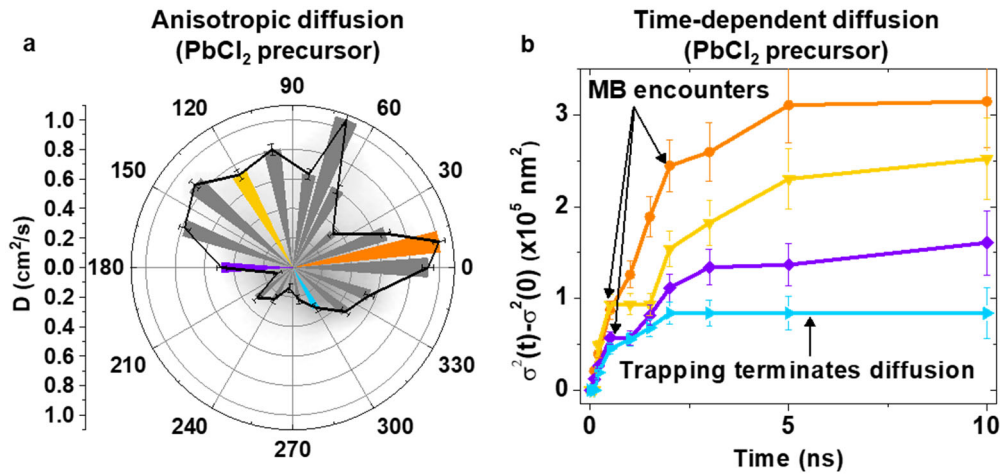 Anisotropic diffusion
(PbCl2 precursor)
a
90
120
60
150
30
180
0
210
330
240
300
270
D (cm2/s)
1.0
0.8
0.6
0.4
0.2
0.0
0.2
0.4
0.6
0.8
1.0
Time-dependent diffusion
(PbCl2 precursor)
b
MB encounters
Trapping terminates diffusion
σ2(t)-σ2(0) (x10^5 nm2)
3
2
1
0
0
5
10
Time (ns)